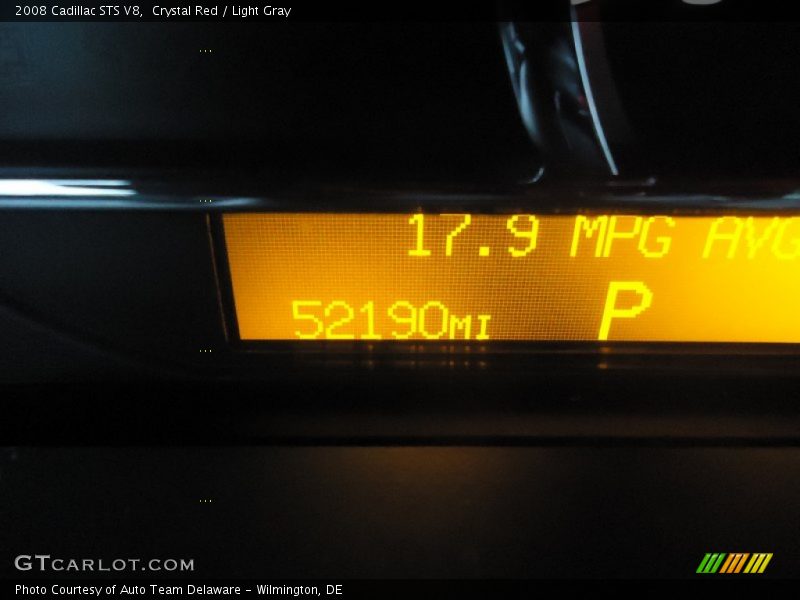 2008 Cadillac STS V8,  Crystal Red / Light Gray
17.9 MPG AVG
52190MI P
GTCARLOT.COM
Photo Courtesy of Auto Team Delaware - Wilmington, DE